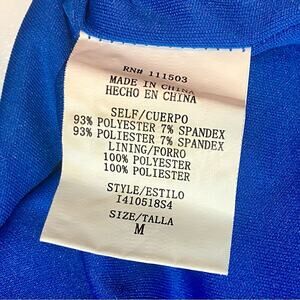 RN# 111503
MADE IN CHINA
HECHO EN CHINA
SELF/CUERPO
93% POLYESTER 7% SPANDEX
93% POLIESTER 7% SPANDEX
LINING/FORRO
100% POLYESTER
100% POLIESTER
STYLE/ESTILO
I410518S4
SIZE/TALLA
M